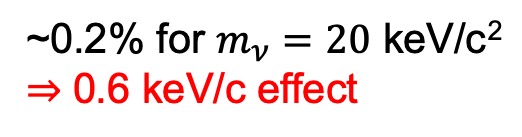 ~0.2% for m_ν = 20 keV/c²
⇒ 0.6 keV/c effect